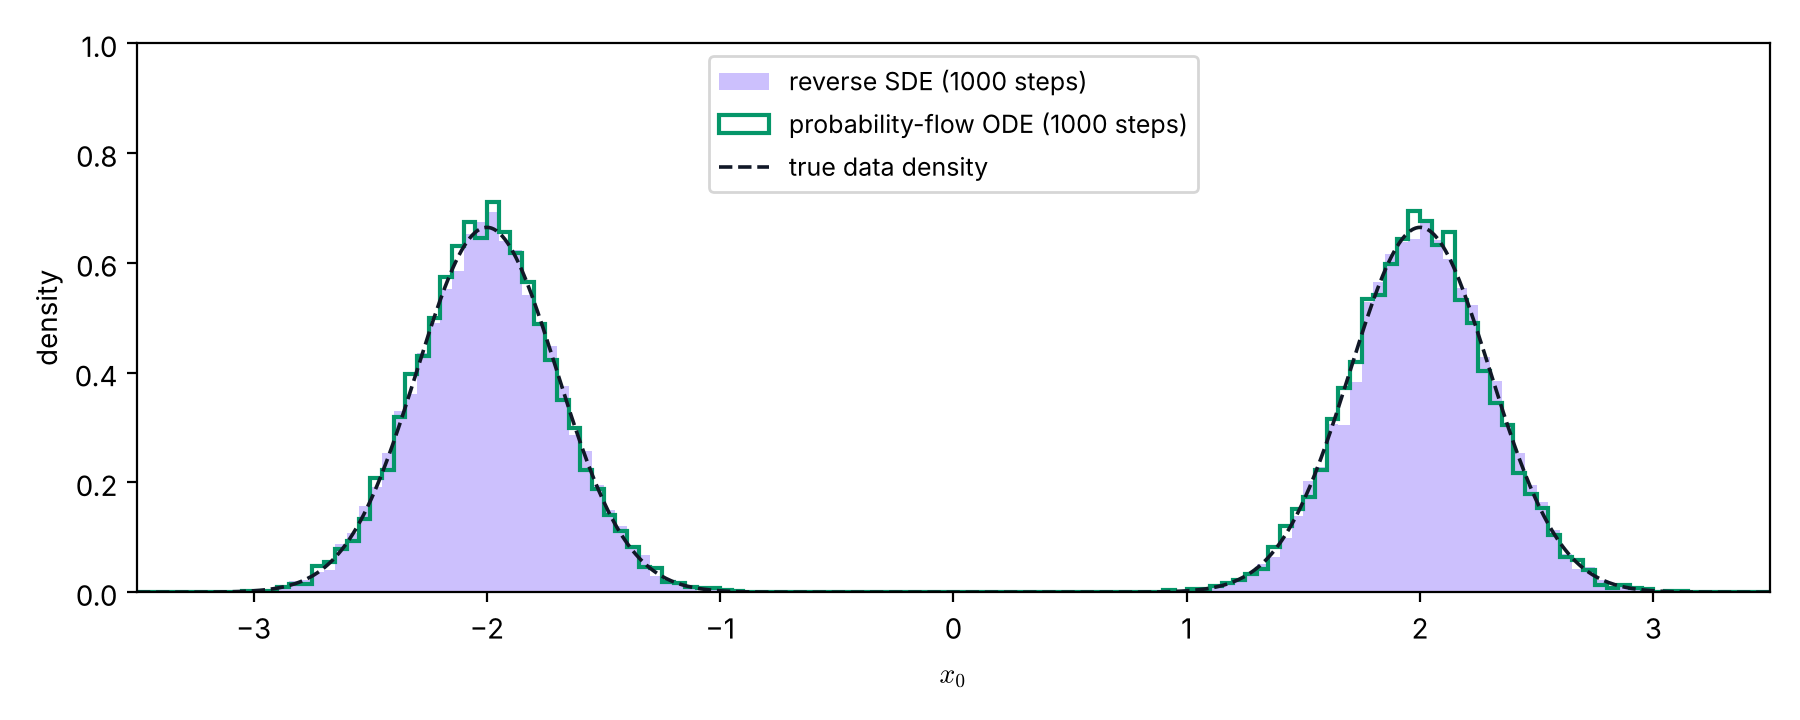 1.0
0.8
0.6
0.4
0.2
0.0
density
reverse SDE (1000 steps)
probability-flow ODE (1000 steps)
true data density
−3 −2 −1 0 1 2 3
x₀